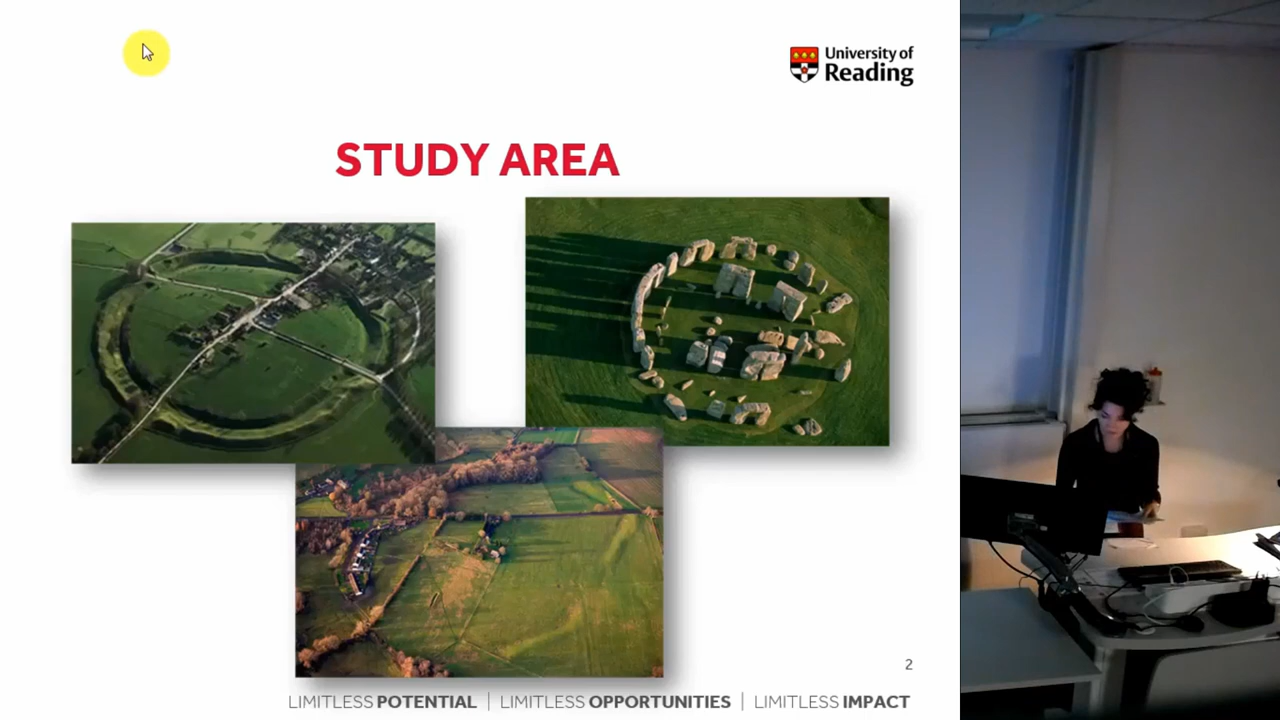 University of
Reading
STUDY AREA
2
LIMITLESS POTENTIAL | LIMITLESS OPPORTUNITIES | LIMITLESS IMPACT